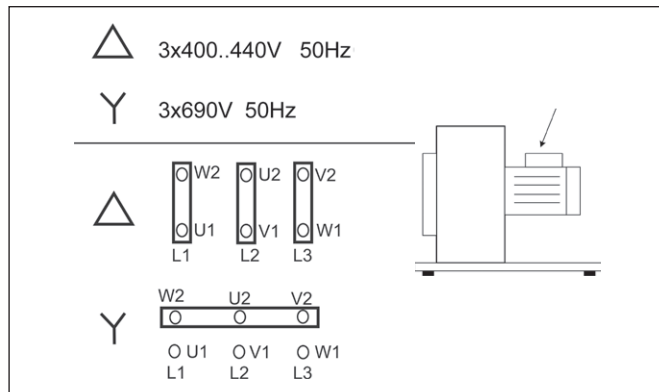 3x400..440V 50Hz
3x690V 50Hz
W2 U2 V2
U1 V1 W1
L1 L2 L3
W2 U2 V2
U1 V1 W1
L1 L2 L3